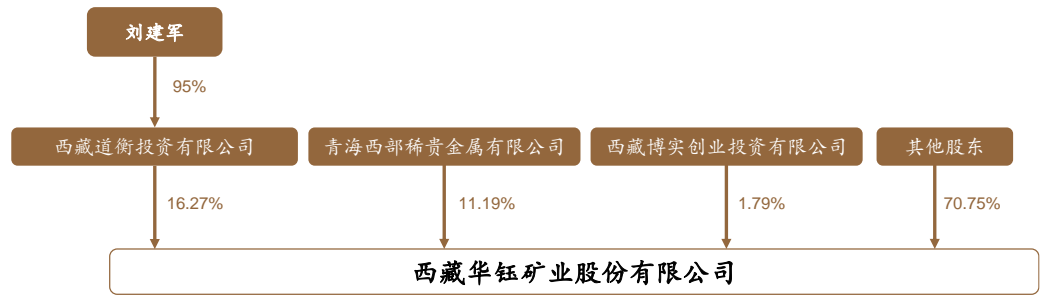 刘建军
95%
西藏道衡投资有限公司
青海西部稀贵金属有限公司
西藏博实创业投资有限公司
其他股东
16.27%
11.19%
1.79%
70.75%
西藏华钰矿业股份有限公司